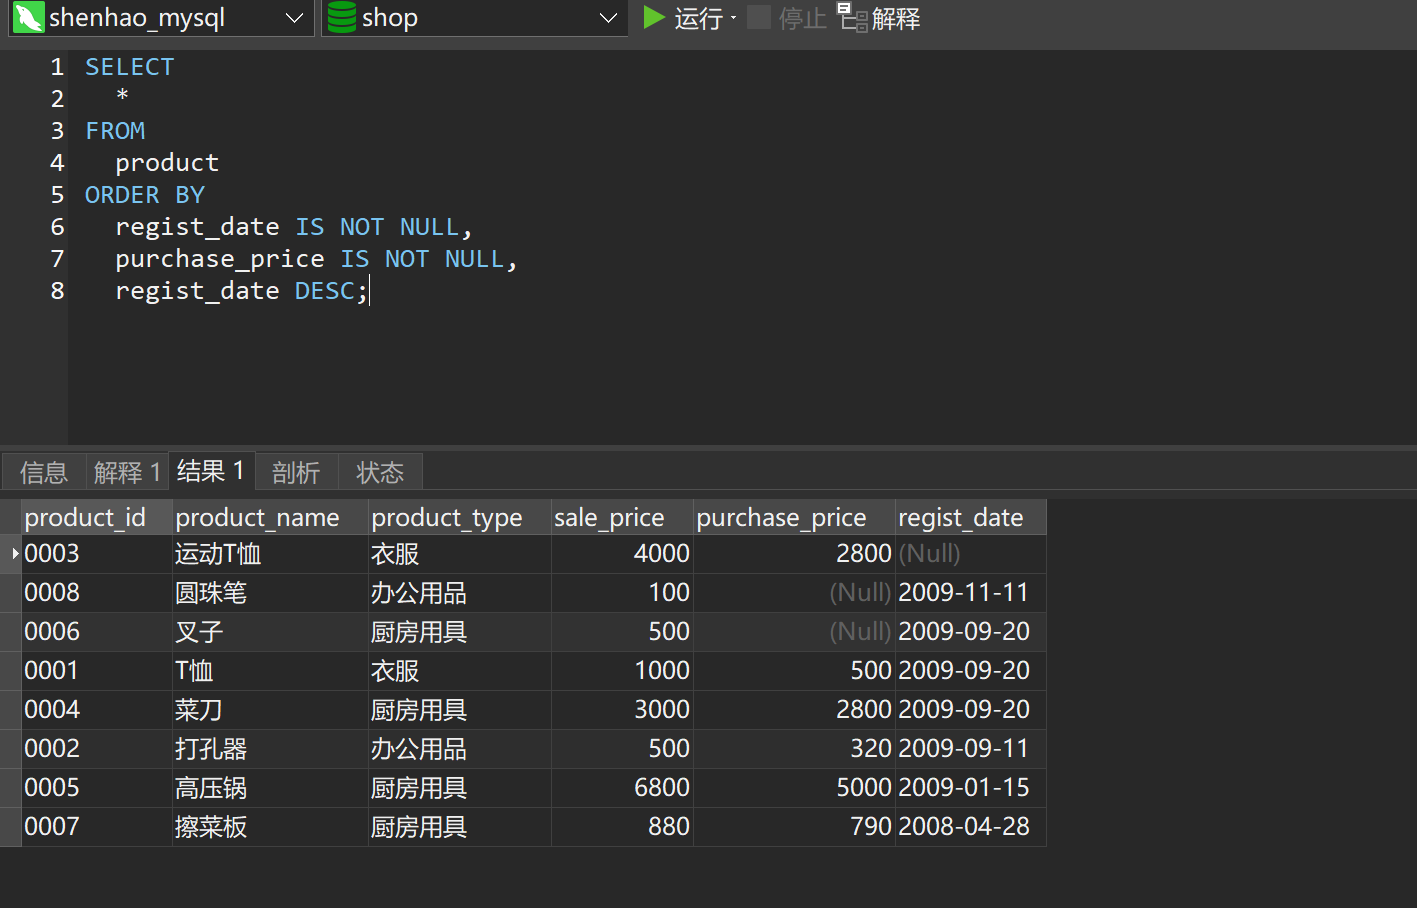 shenhao_mysql shop 运行 停止 解释
1 SELECT
2 *
3 FROM
4 product
5 ORDER BY
6 regist_date IS NOT NULL,
7 purchase_price IS NOT NULL,
8 regist_date DESC;
信息 解释 1 结果 1 剖析 状态
product_id product_name product_type sale_price purchase_price regist_date
0003 运动T恤 衣服 4000 2800 (Null)
0008 圆珠笔 办公用品 100 (Null) 2009-11-11
0006 叉子 厨房用具 500 (Null) 2009-09-20
0001 T恤 衣服 1000 500 2009-09-20
0004 菜刀 厨房用具 3000 2800 2009-09-20
0002 打孔器 办公用品 500 320 2009-09-11
0005 高压锅 厨房用具 6800 5000 2009-01-15
0007 擦菜板 厨房用具 880 790 2008-04-28